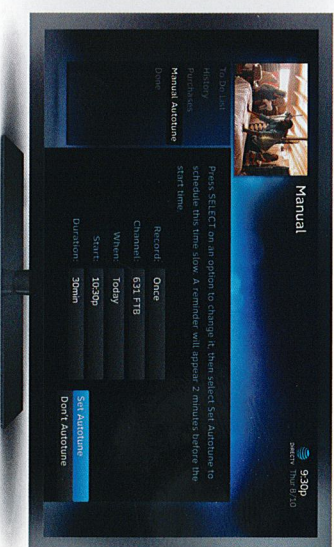 Manual
9:30p
DIRECTV Thur 8/10
To Do List
History
Purchases
Manual Autotune
Done
Press SELECT on an option to change it, then select Set Autotune to
schedule this time slow. A reminder will appear 2 minutes before the
start time.
Record: Once
Channel: 631 FTB
When: Today
Start: 10:30p
Duration: 30min
Set Autotune
Don't Autotune